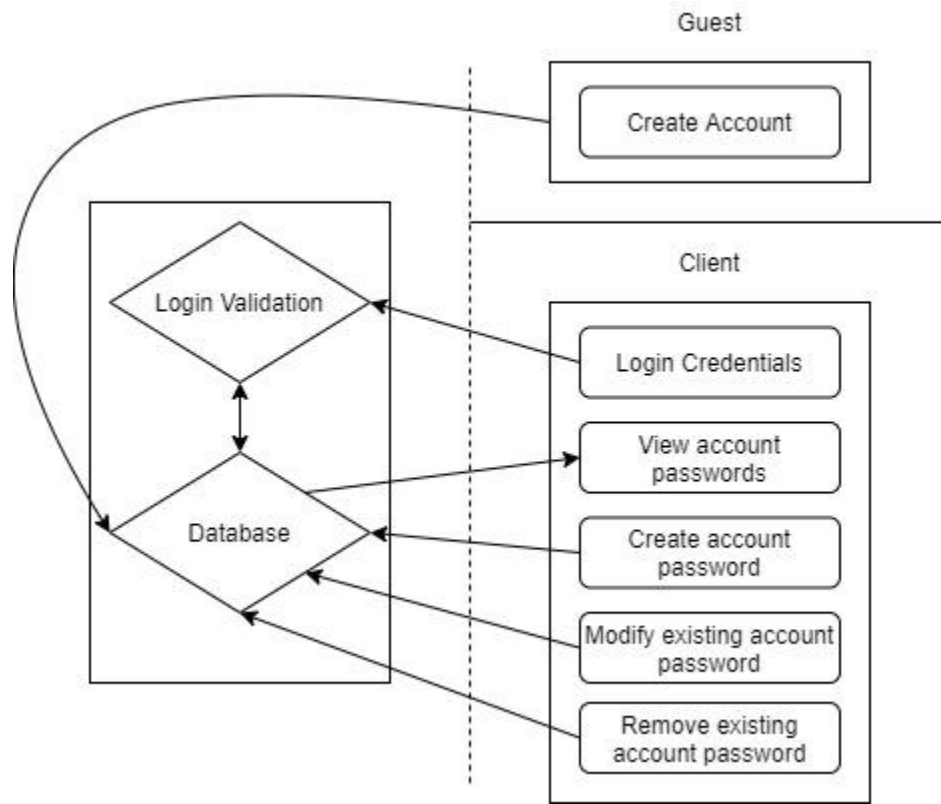 Guest
Create Account
Client
Login Validation
Login Credentials
View account
passwords
Database
Create account
password
Modify existing account
password
Remove existing
account password